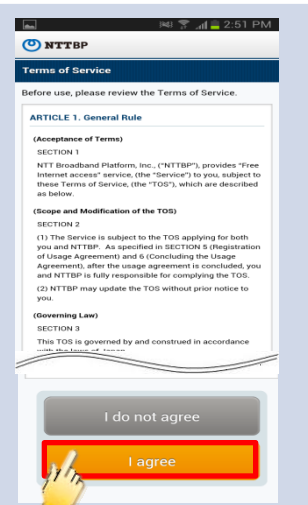 2:51 PM
NTTBP
Terms of Service
Before use, please review the Terms of Service.
ARTICLE 1. General Rule
(Acceptance of Terms)
SECTION 1
NTT Broadband Platform, Inc., ("NTTBP"), provides "Free
Internet access" service, (the "Service") to you, subject to
these Terms of Service, (the "TOS"), which are described
as below.
(Scope and Modification of the TOS)
SECTION 2
(1) The Service is subject to the TOS applying for both
you and NTTBP. As specified in SECTION 5 (Registration
of Usage Agreement) and 6 (Concluding the Usage
Agreement), after the usage agreement is concluded, you
and NTTBP is fully responsible for complying the TOS.
(2) NTTBP may update the TOS without prior notice to
you.
(Governing Law)
SECTION 3
This TOS is governed by and construed in accordance
with the laws of Japan
I do not agree
I agree